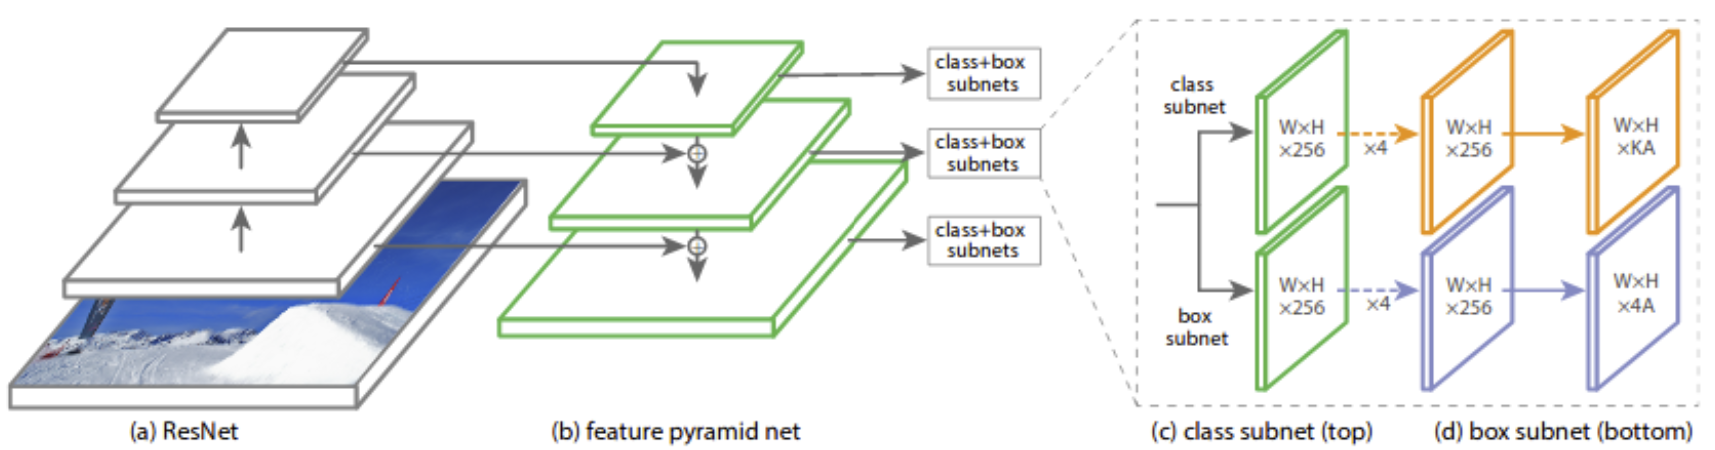 class+box
subnets
class+box
subnets
class+box
subnets
class
subnet
W×H
×256
×4
W×H
×256
W×H
×KA
box
subnet
W×H
×256
×4
W×H
×256
W×H
×4A
(a) ResNet
(b) feature pyramid net
(c) class subnet (top)
(d) box subnet (bottom)